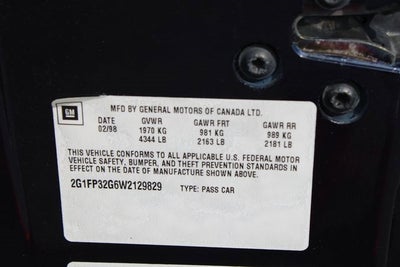 GM
MFD BY GENERAL MOTORS OF CANADA LTD.
DATE GVWR GAWR FRT GAWR RR
02/98 1970 KG 981 KG 989 KG
4344 LB 2163 LB 2181 LB
THIS VEHICLE CONFORMS TO ALL APPLICABLE U.S. FEDERAL MOTOR
VEHICLE SAFETY, BUMPER, AND THEFT PREVENTION STANDARDS IN
EFFECT ON THE DATE OF MANUFACTURE SHOWN ABOVE.
2G1FP32G6W2129829 TYPE: PASS CAR